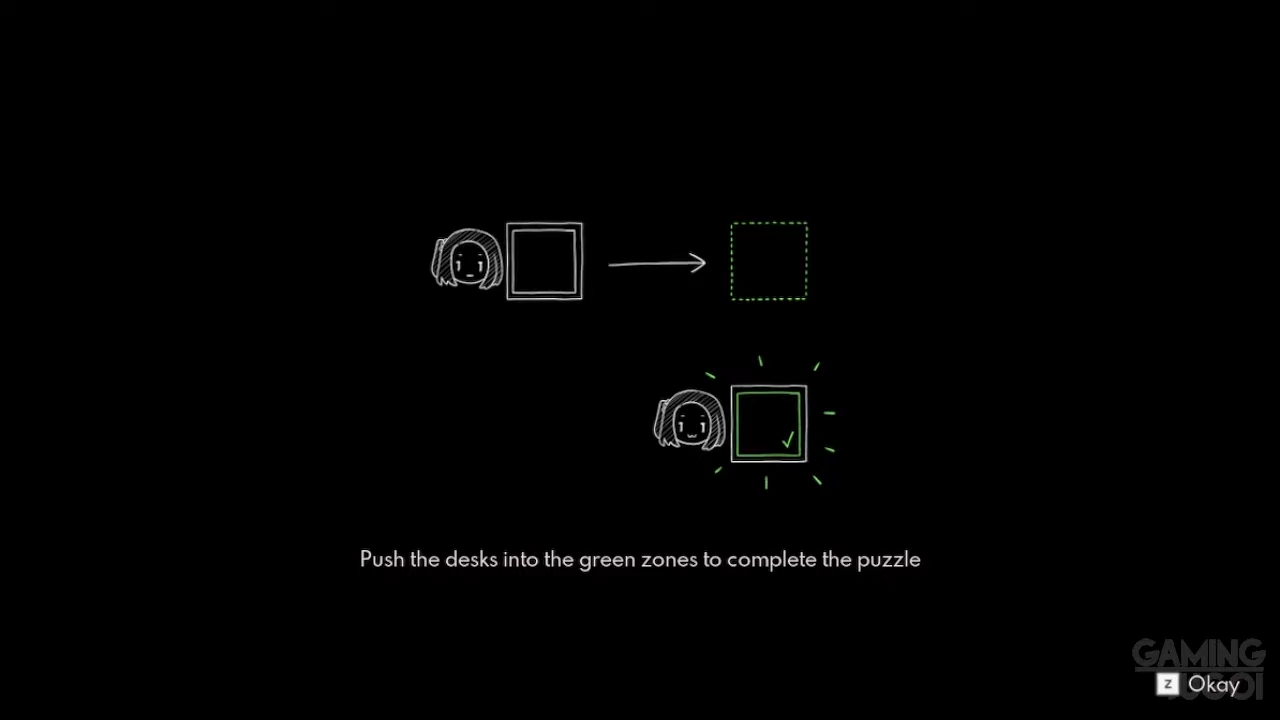 Push the desks into the green zones to complete the puzzle
GAMING
Z Okay